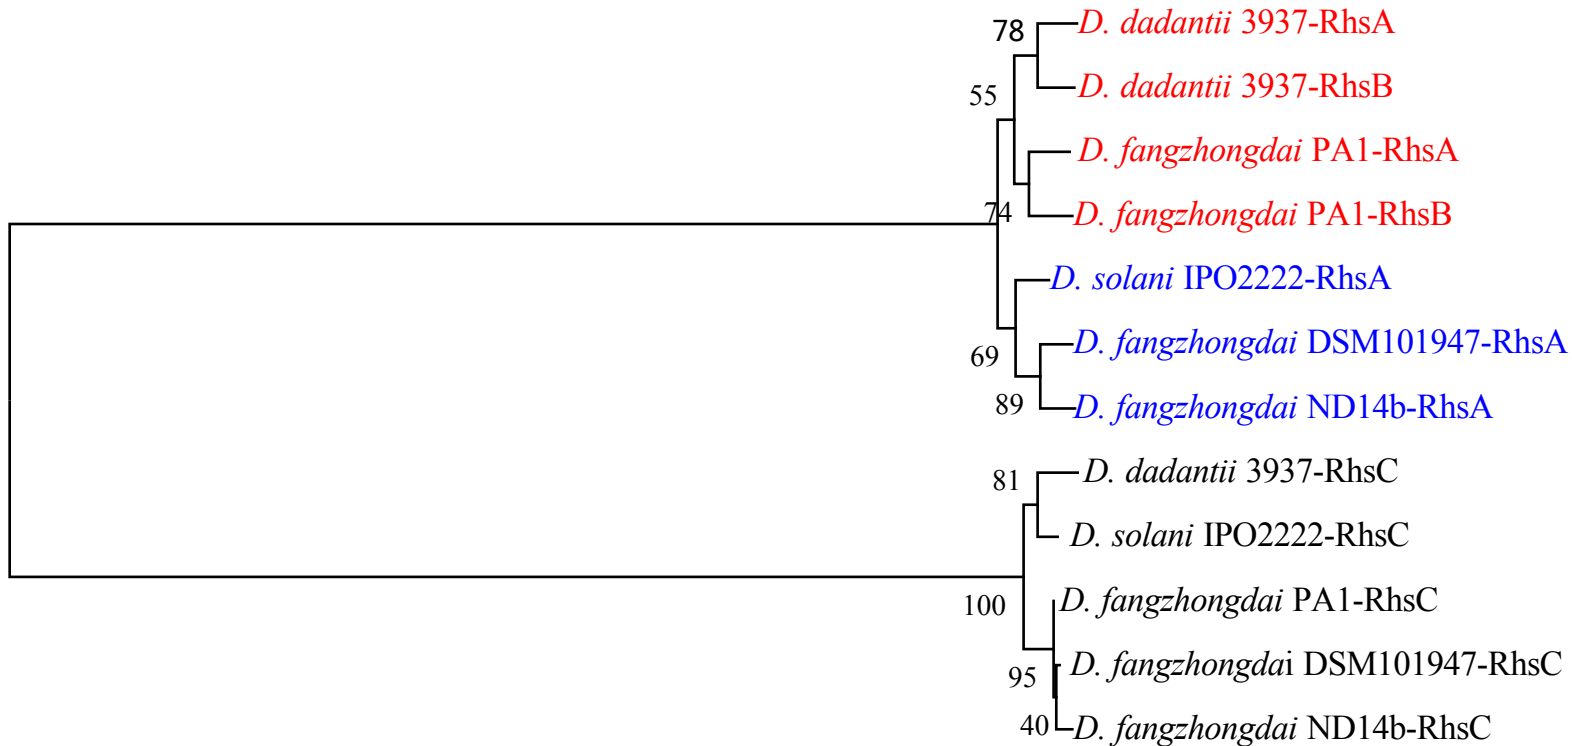 78
D. dadantii 3937-RhsA
D. dadantii 3937-RhsB
55
D. fangzhongdai PA1-RhsA
74
D. fangzhongdai PA1-RhsB
D. solani IPO2222-RhsA
69
D. fangzhongdai DSM101947-RhsA
89
D. fangzhongdai ND14b-RhsA
81
D. dadantii 3937-RhsC
D. solani IPO2222-RhsC
100
D. fangzhongdai PA1-RhsC
95
D. fangzhongdai DSM101947-RhsC
40
D. fangzhongdai ND14b-RhsC